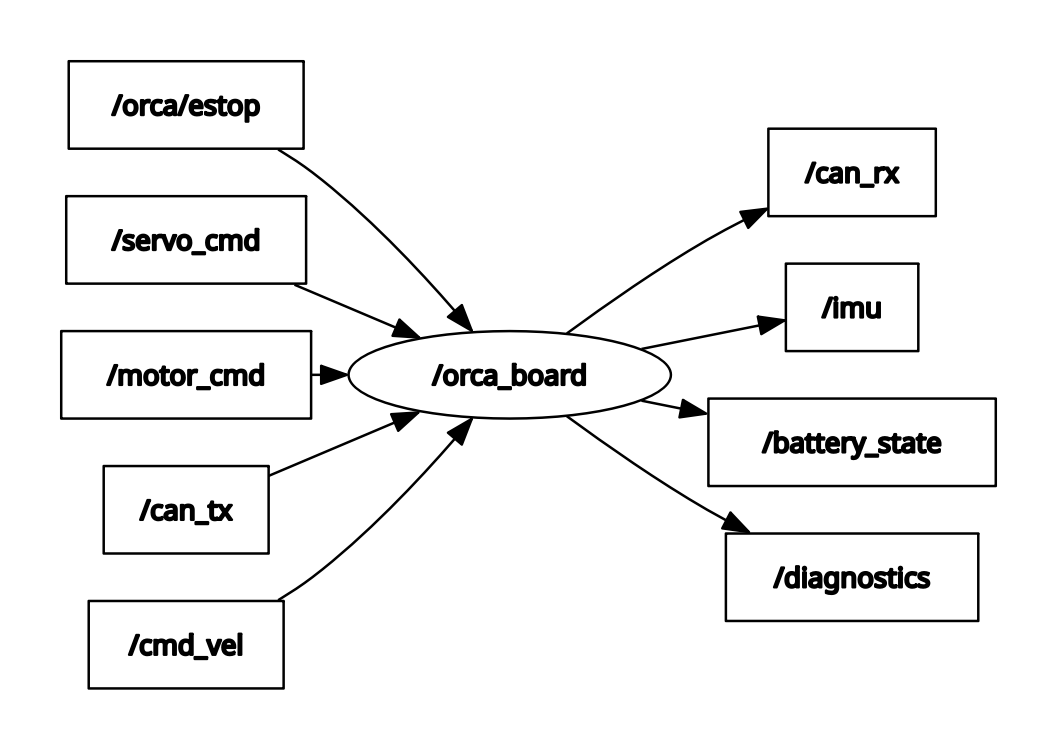 /orca/estop
/servo_cmd
/motor_cmd
/can_tx
/cmd_vel
/orca_board
/can_rx
/imu
/battery_state
/diagnostics